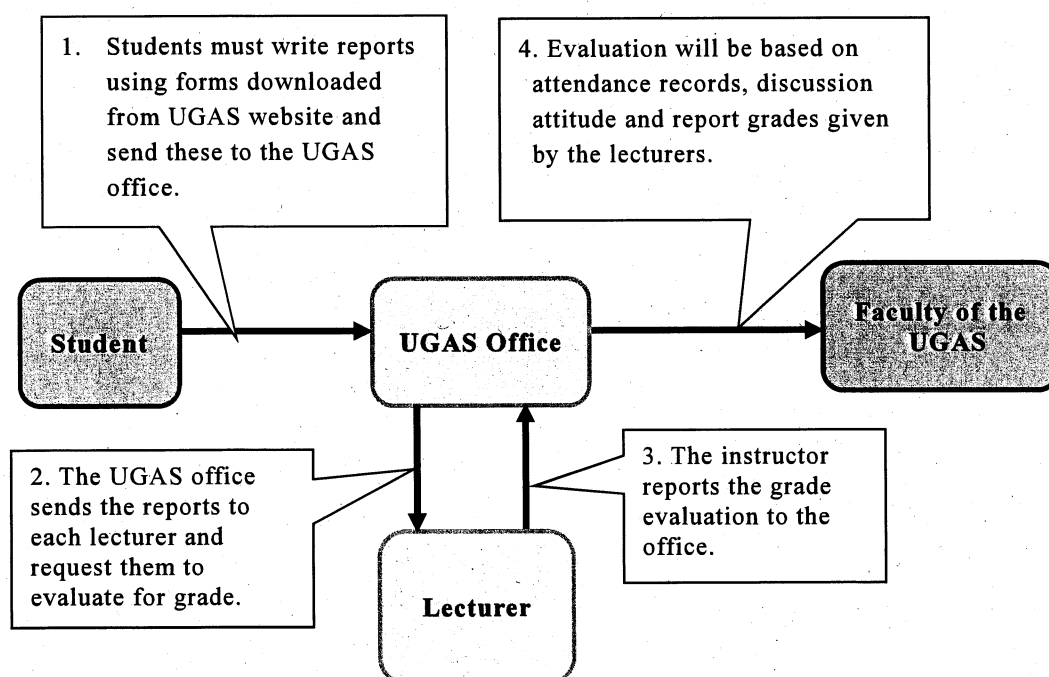 1. Students must write reports
using forms downloaded
from UGAS website and
send these to the UGAS
office.
4. Evaluation will be based on
attendance records, discussion
attitude and report grades given
by the lecturers.
Student
UGAS Office
Faculty of the
UGAS
2. The UGAS office
sends the reports to
each lecturer and
request them to
evaluate for grade.
3. The instructor
reports the grade
evaluation to the
office.
Lecturer